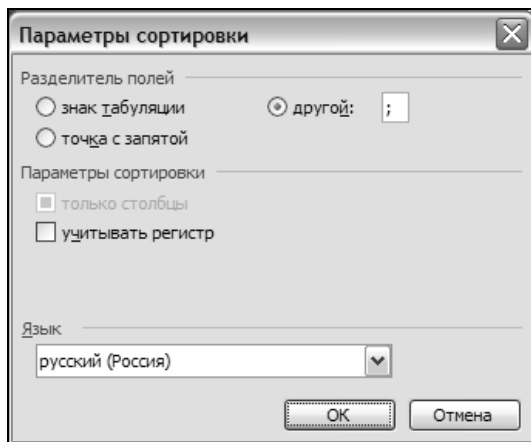 Параметры сортировки
Разделитель полей
знак табуляции
другой: ;
точка с запятой
Параметры сортировки
только столбцы
учитывать регистр
Язык
русский (Россия)
ОК Отмена